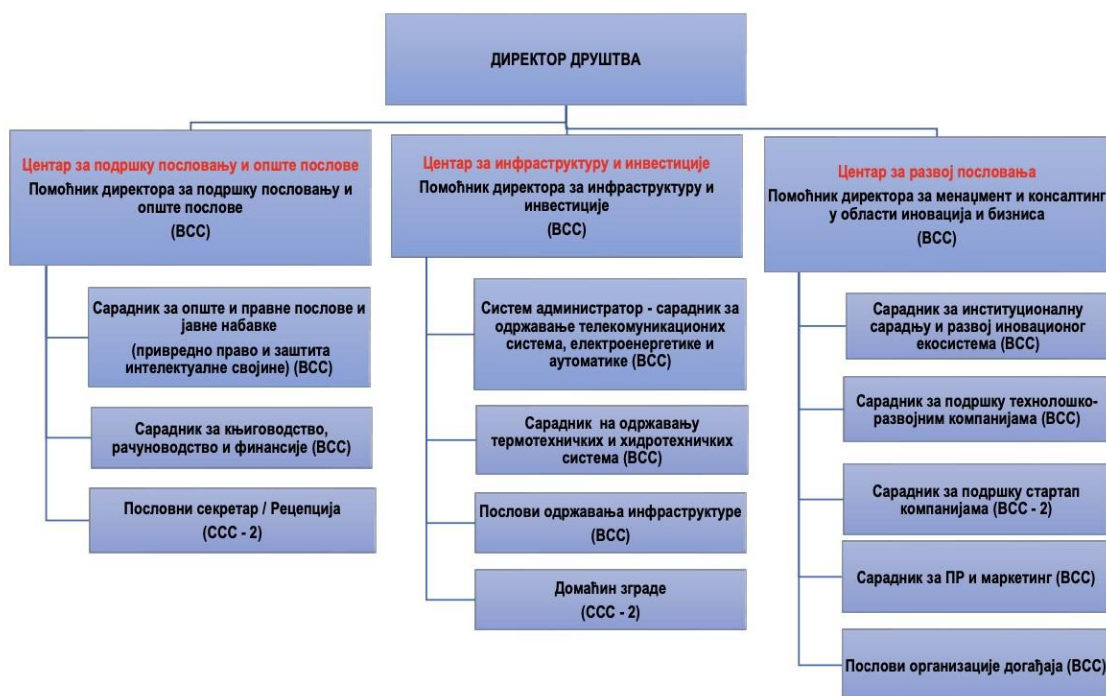 ДИРЕКТОР ДРУШТВА
Центар за подршку пословању и опште послове
Помоћник директора за подршку пословању и
опште послове
(ВСС)
Сарадник за опште и правне послове и
јавне набавке
(привредно право и заштита
интелектуалне својине) (ВСС)
Сарадник за књиговодство,
рачуноводство и финансије (ВСС)
Пословни секретар / Рецепција
(ССС - 2)
Центар за инфраструктуру и инвестиције
Помоћник директора за инфраструктуру и
инвестиције
(ВСС)
Систем администратор - сарадник за
одржавање телекомуникационих
система, електроенергетике и
аутоматике (ВСС)
Сарадник на одржавању
термотехничких и хидротехничких
система (ВСС)
Послови одржавања инфраструктуре
(ВСС)
Домаћин зграде
(ССС - 2)
Центар за развој пословања
Помоћник директора за менаџмент и консалтинг
у области иновација и бизниса
(ВСС)
Сарадник за институционалну
сарадњу и развој иновационог
екосистема (ВСС)
Сарадник за подршку технолошко-
развојним компанијама (ВСС)
Сарадник за подршку стартап
компанијама (ВСС - 2)
Сарадник за ПР и маркетинг (ВСС)
Послови организације догађаја (ВСС)